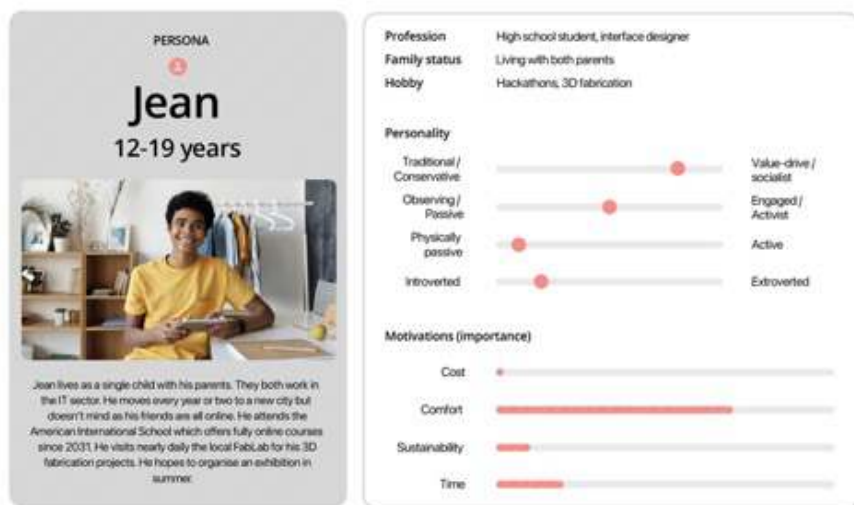 PERSONA
Jean
12-19 years
Jean lives as a single child with his parents. They both work in
the IT sector. He moves every year or two to a new city but
doesn't mind as his friends are all online. He attends the
American International School which offers fully online courses
since 2031. He visits nearly daily the local FabLab for his 3D
fabrication projects. He hopes to organise an exhibition in
summer.
Profession High school student, interface designer
Family status Living with both parents
Hobby Hackathons, 3D fabrication
Personality
Traditional /
Conservative
Value-drive /
socialist
Observing /
Passive
Engaged /
Activist
Physically
passive
Active
Introverted
Extroverted
Motivations (importance)
Cost
Comfort
Sustainability
Time